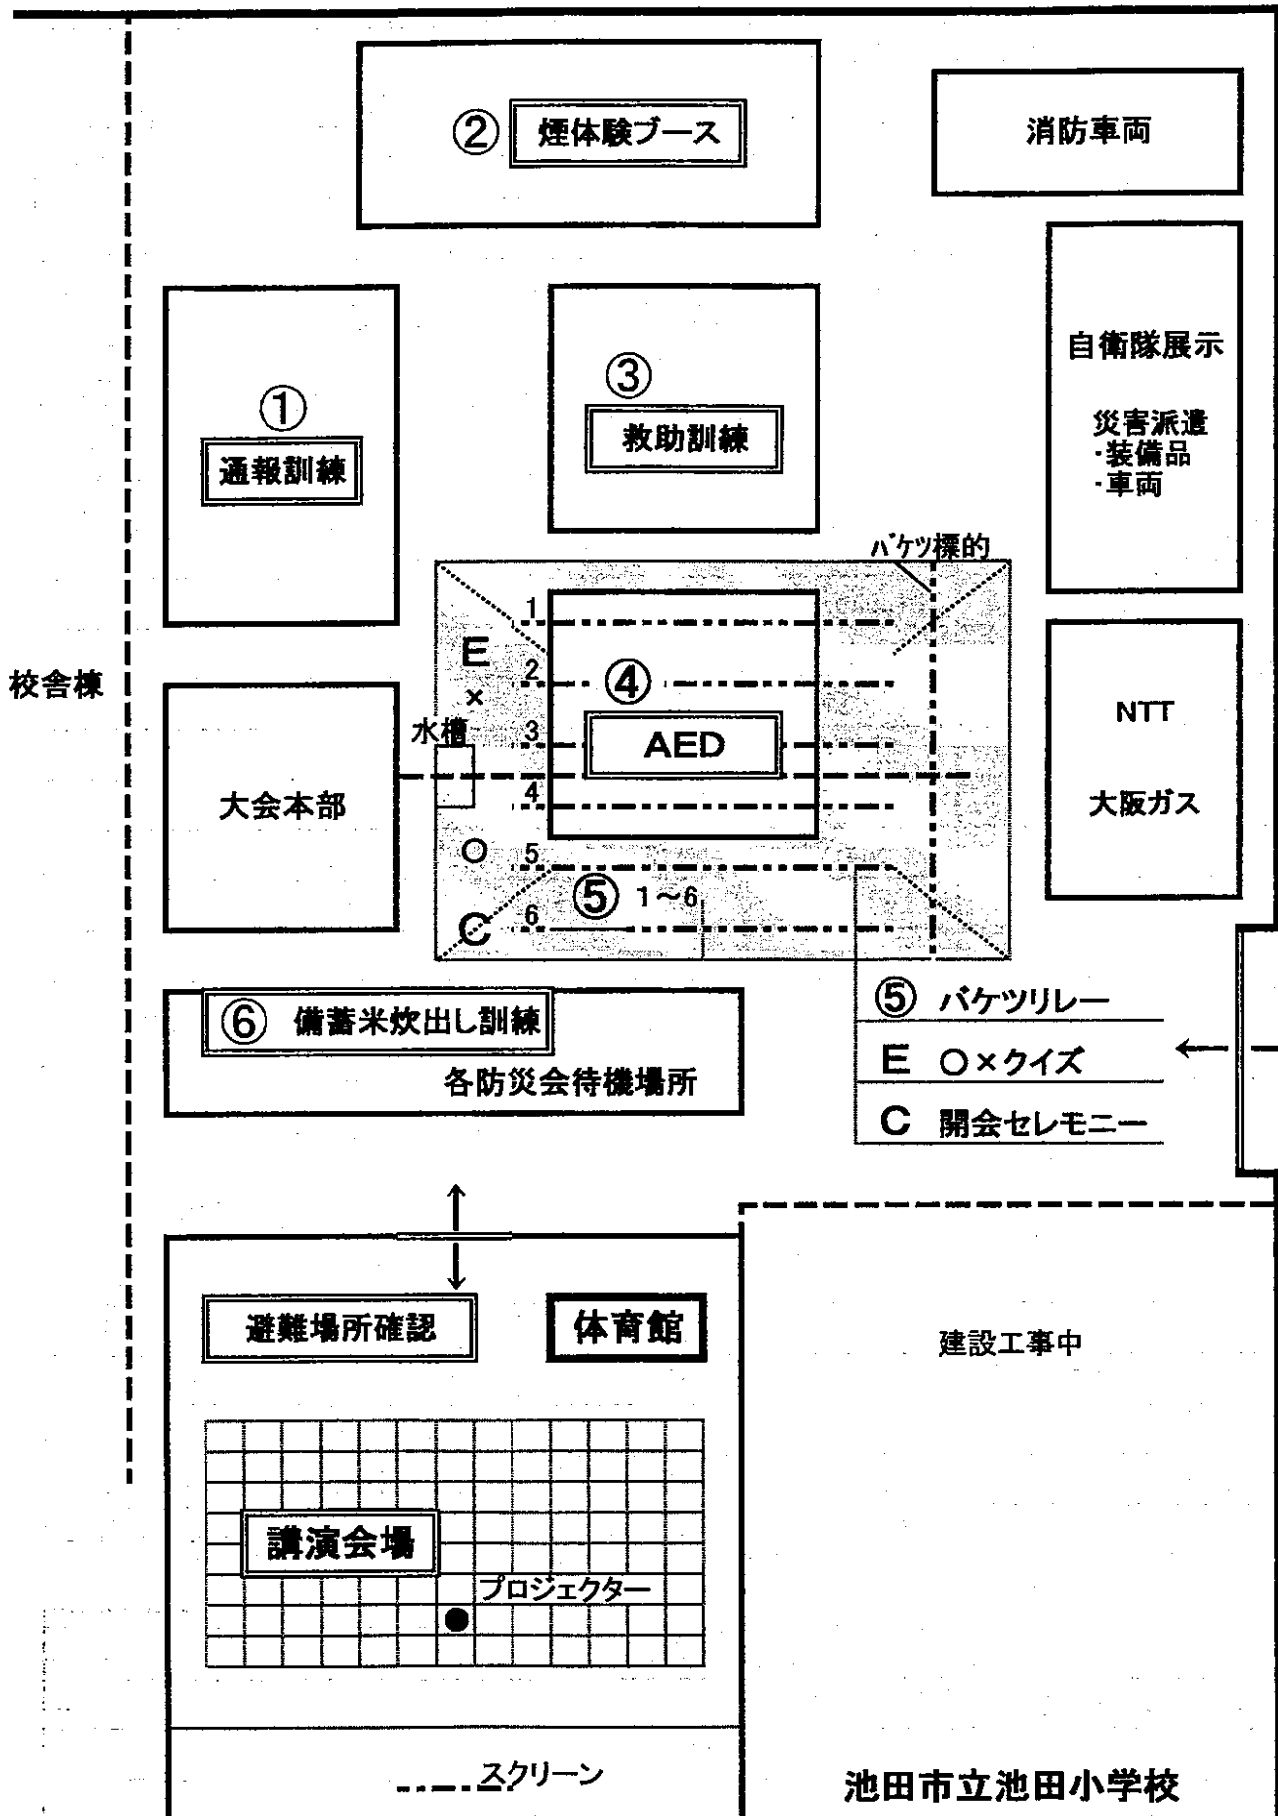 ② 煙体験ブース
消防車両
自衛隊展示
災害派遣
・装備品
・車両
① 通報訓練
③ 救助訓練
バケツ標的
校舎棟
大会本部
水槽
E
×
○
C
1
2
3
4
5
6
④ AED
⑤ 1～6
NTT
大阪ガス
⑥ 備蓄米炊出し訓練
各防災会待機場所
⑤ バケツリレー
E ○×クイズ
C 開会セレモニー
避難場所確認
体育館
建設工事中
講演会場
プロジェクター
スクリーン
池田市立池田小学校